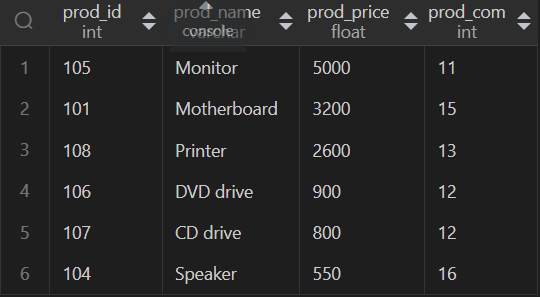 prod_id prod_name prod_price prod_com
int console float int
1 105 Monitor 5000 11
2 101 Motherboard 3200 15
3 108 Printer 2600 13
4 106 DVD drive 900 12
5 107 CD drive 800 12
6 104 Speaker 550 16